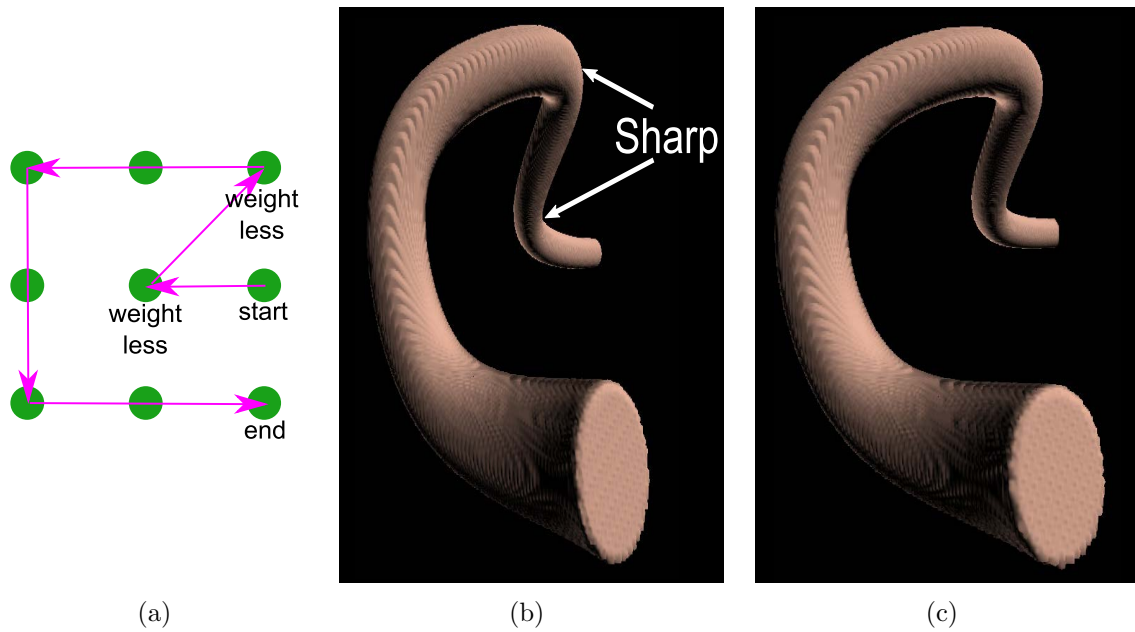 weight
less
weight
less
start
end
Sharp
(a)
(b)
(c)